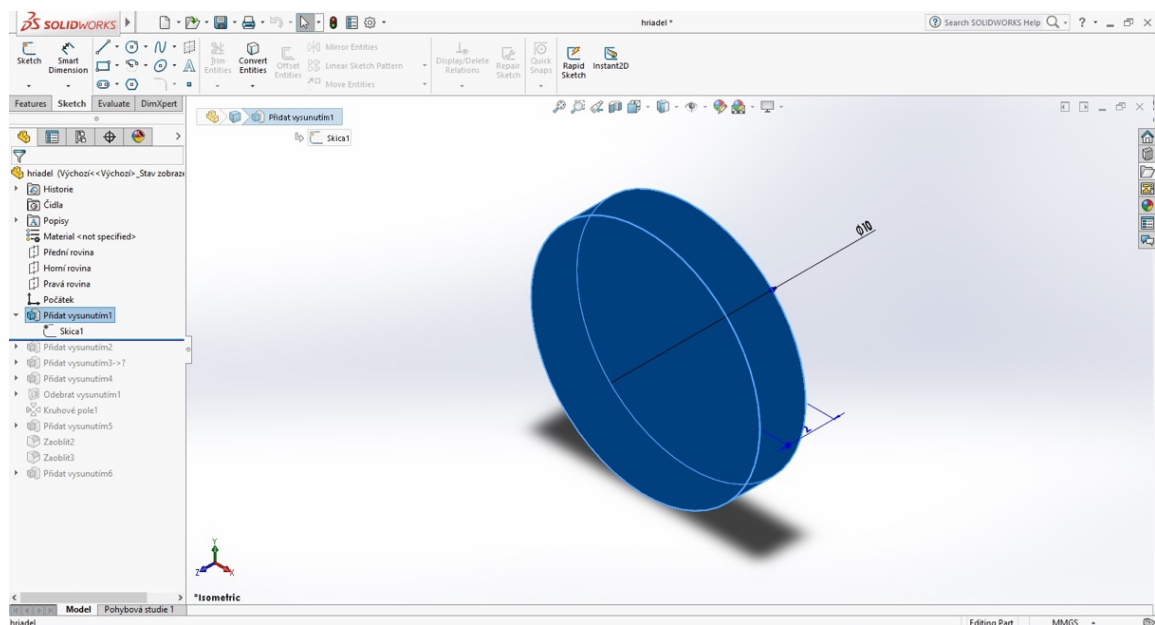 SOLIDWORKS
hriadel *
Search SOLIDWORKS Help
?
Sketch
Smart Dimension
Trim Entities
Convert Entities
Offset Entities
Mirror Entities
Linear Sketch Pattern
Move Entities
Display/Delete Relations
Repair Sketch
Quick Snaps
Rapid Sketch
Instant2D
Features Sketch Evaluate DimXpert
Přidat vysunutím1
Skica1
hriadel (Výchozí<<Výchozí>_Stav zobraze
Historie
Čidla
Popisy
Material <not specified>
Přední rovina
Horní rovina
Pravá rovina
Počátek
Přidat vysunutím1
Skica1
Přidat vysunutím2
Přidat vysunutím3->?
Přidat vysunutím4
Odebrat vysunutím1
Kruhové pole1
Přidat vysunutím5
Zaoblit2
Zaoblit3
Přidat vysunutím6
Ø10
2
Y
Z
X
*Isometric
Model Pohybová studie 1
hriadel
Editing Part MMGS